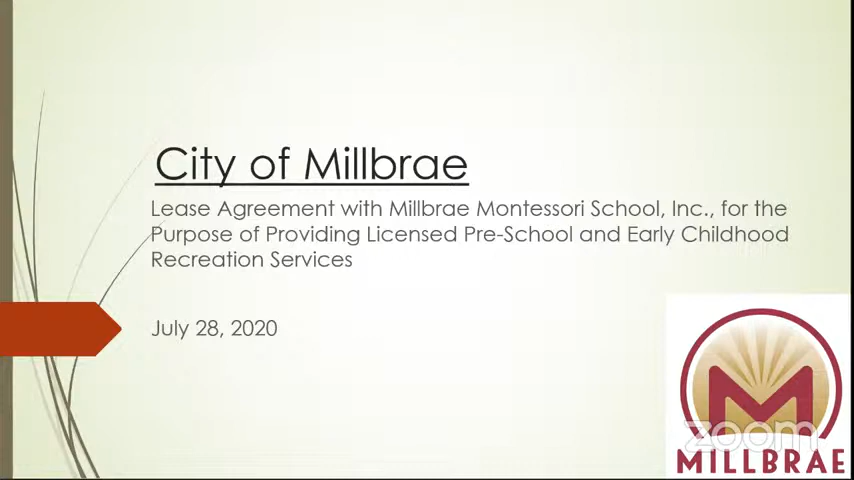 City of Millbrae
Lease Agreement with Millbrae Montessori School, Inc., for the
Purpose of Providing Licensed Pre-School and Early Childhood
Recreation Services
July 28, 2020
M
zoom
MILLBRAE